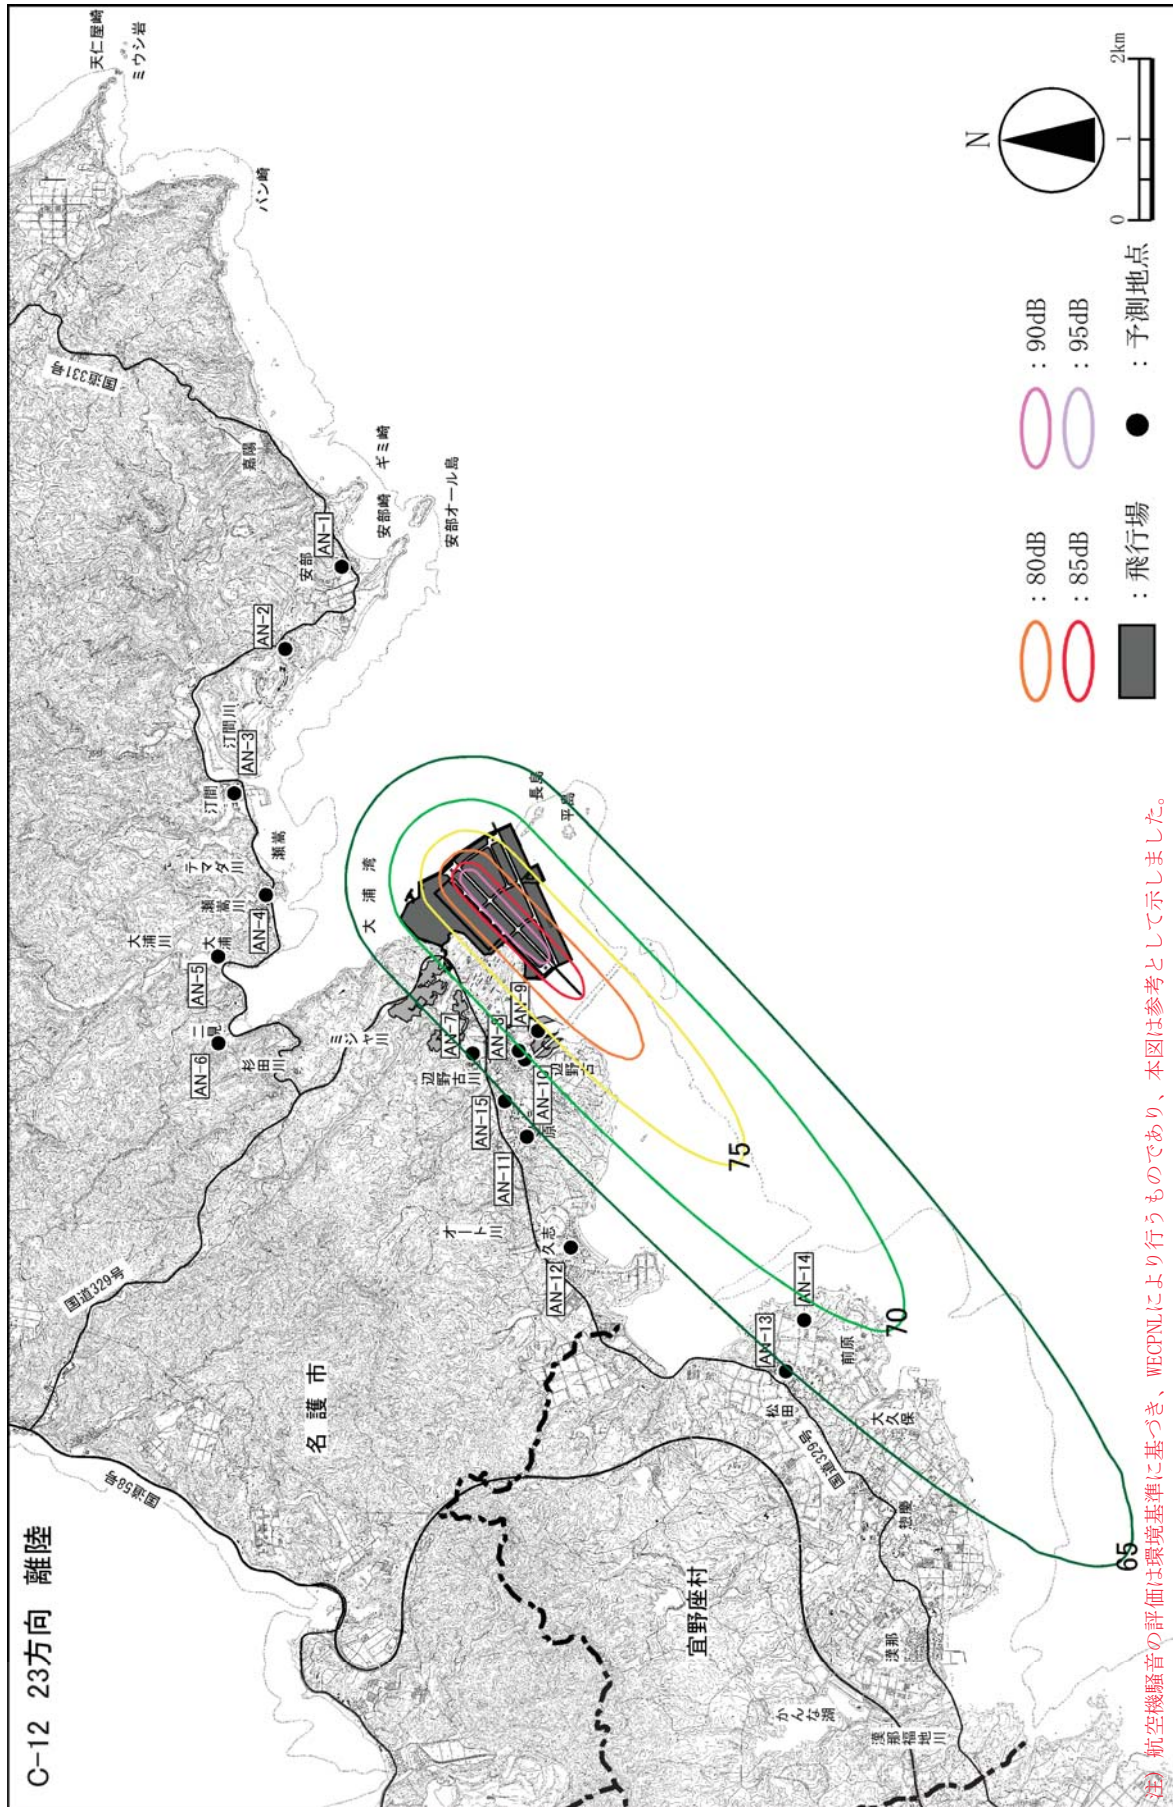 C-12 23方向 離陸
天仁屋崎
ミウシ岩
バン崎
国道331号
嘉陽
ギミ崎
安部崎
安部オール島
安部
AN-1
AN-2
汀間川
AN-3
汀間
テマダ川
瀬嵩
瀬嵩川
AN-4
大浦川
大浦
AN-5
二見
AN-6
杉田川
ミジャ川
大浦湾
長島
平島
AN-7
AN-8
AN-9
辺野古川
辺野古
AN-10
AN-15
AN-11
オート川
久志
AN-12
国道329号
国道58号
名護市
宜野座村
AN-13
AN-14
松田
前原
大久保
国道329号
惣慶
漢那
かんな湖
漢那福地川
75
70
65
N
0 1 2km
:80dB
:85dB
:90dB
:95dB
:飛行場
:予測地点
注)航空機騒音の評価は環境基準に基づき、WECPNLにより行うものであり、本図は参考として示しました。